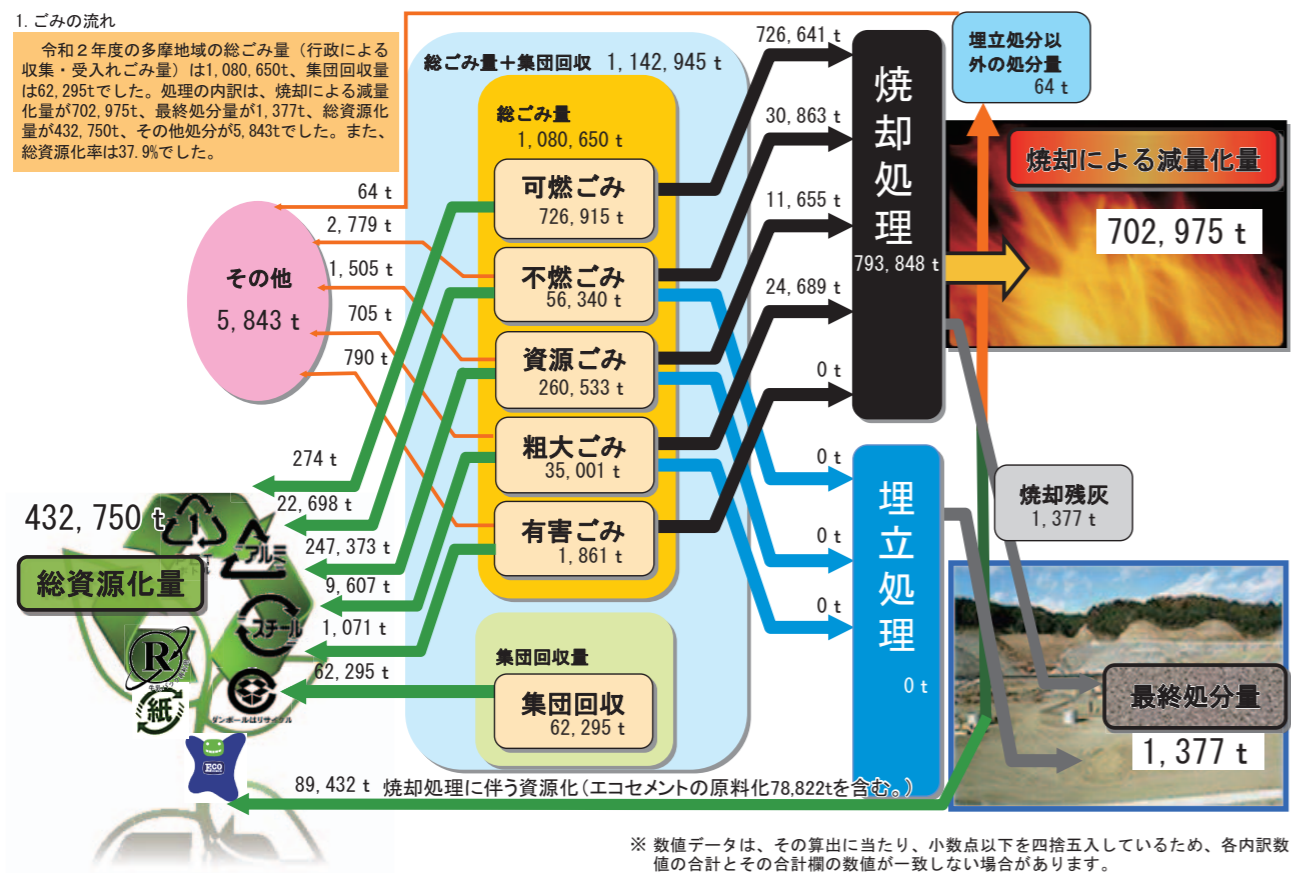 1. ごみの流れ
令和２年度の多摩地域の総ごみ量（行政による
収集・受入れごみ量）は1,080,650t、集団回収量
は62,295tでした。処理の内訳は、焼却による減量
化量が702,975t、最終処分量が1,377t、総資源化
量が432,750t、その他処分が5,843tでした。また、
総資源化率は37.9%でした。
総ごみ量＋集団回収 1,142,945 t
総ごみ量
1,080,650 t
可燃ごみ
726,915 t
不燃ごみ
56,340 t
資源ごみ
260,533 t
粗大ごみ
35,001 t
有害ごみ
1,861 t
集団回収量
集団回収
62,295 t
その他
5,843 t
64 t
2,779 t
1,505 t
705 t
790 t
274 t
22,698 t
247,373 t
9,607 t
1,071 t
62,295 t
432,750 t
総資源化量
1
アルミ
スチール
R
紙
ダンボールはリサイクル
ECO
89,432 t 焼却処理に伴う資源化（エコセメントの原料化78,822tを含む。）
726,641 t
30,863 t
11,655 t
24,689 t
0 t
焼却処理
793,848 t
0 t
0 t
0 t
埋立処理
0 t
埋立処分以
外の処分量
64 t
焼却による減量化量
702,975 t
焼却残灰
1,377 t
最終処分量
1,377 t
※ 数値データは、その算出に当たり、小数点以下を四捨五入しているため、各内訳数
値の合計とその合計欄の数値が一致しない場合があります。